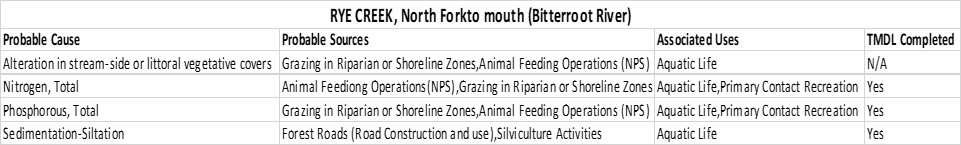 RYE CREEK, North Forkto mouth (Bitterroot River)
Probable Cause Probable Sources Associated Uses TMDL Completed
Alteration in stream-side or littoral vegetative covers Grazing in Riparian or Shoreline Zones,Animal Feeding Operations (NPS) Aquatic Life N/A
Nitrogen, Total Animal Feediong Operations(NPS),Grazing in Riparian or Shoreline Zones Aquatic Life,Primary Contact Recreation Yes
Phosphorous, Total Grazing in Riparian or Shoreline Zones,Animal Feeding Operations (NPS) Aquatic Life,Primary Contact Recreation Yes
Sedimentation-Siltation Forest Roads (Road Construction and use),Silviculture Activities Aquatic Life Yes